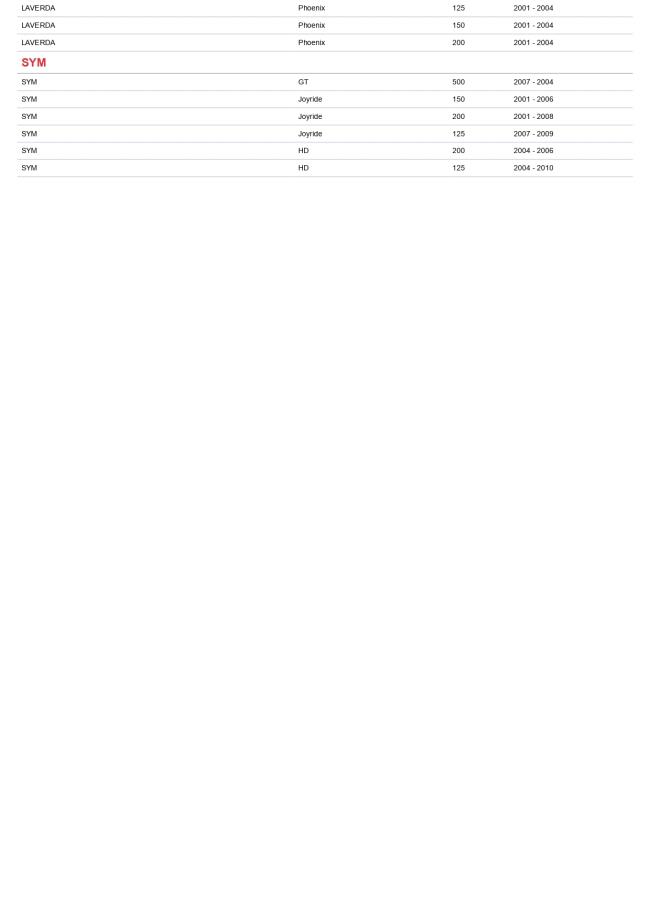 LAVERDA Phoenix 125 2001 - 2004
LAVERDA Phoenix 150 2001 - 2004
LAVERDA Phoenix 200 2001 - 2004
SYM
SYM GT 500 2007 - 2004
SYM Joyride 150 2001 - 2006
SYM Joyride 200 2001 - 2008
SYM Joyride 125 2007 - 2009
SYM HD 200 2004 - 2006
SYM HD 125 2004 - 2010